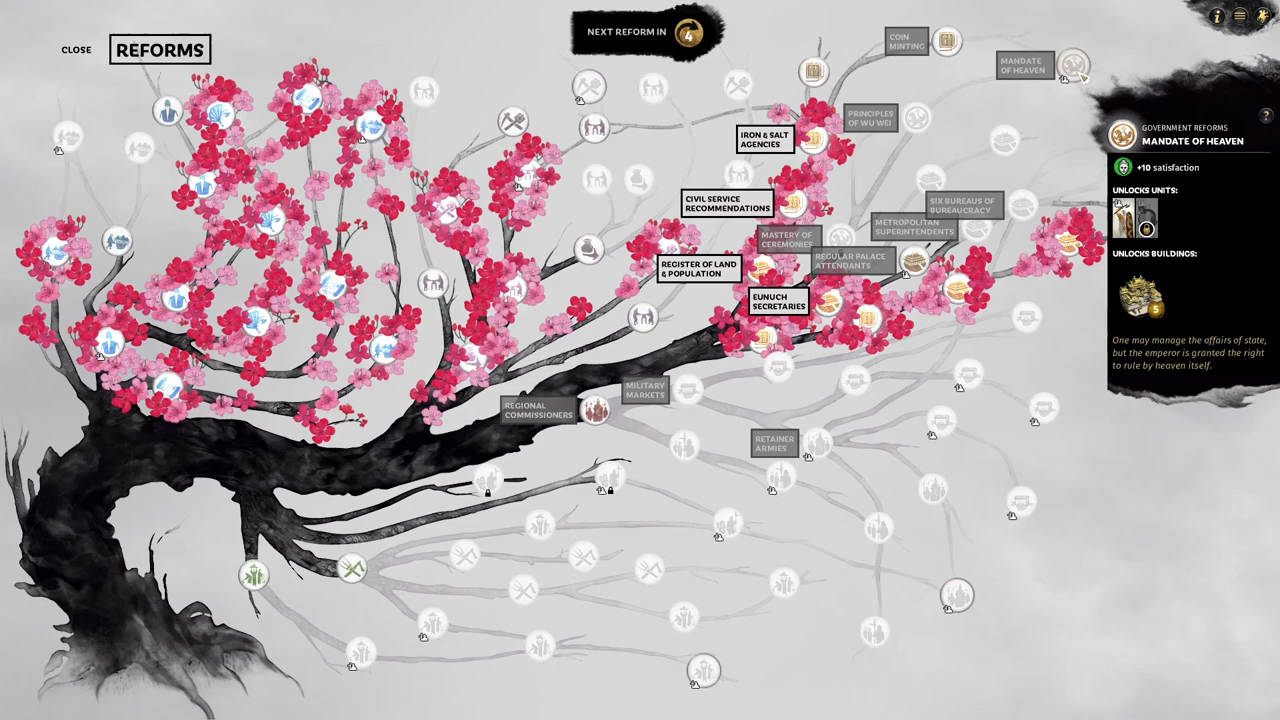 CLOSE
REFORMS
NEXT REFORM IN
4
COIN
MINTING
MANDATE
OF HEAVEN
PRINCIPLES
OF WU WEI
IRON & SALT
AGENCIES
CIVIL SERVICE
RECOMMENDATIONS
SIX BUREAUS OF
BUREAUCRACY
METROPOLITAN
SUPERINTENDENTS
MASTERY OF
CEREMONIES
REGULAR PALACE
ATTENDANTS
REGISTER OF LAND
& POPULATION
EUNUCH
SECRETARIES
MILITARY
MARKETS
REGIONAL
COMMISSIONERS
RETAINER
ARMIES
?
GOVERNMENT REFORMS
MANDATE OF HEAVEN
+10 satisfaction
UNLOCKS UNITS:
UNLOCKS BUILDINGS:
5
One may manage the affairs of state,
but the emperor is granted the right
to rule by heaven itself.